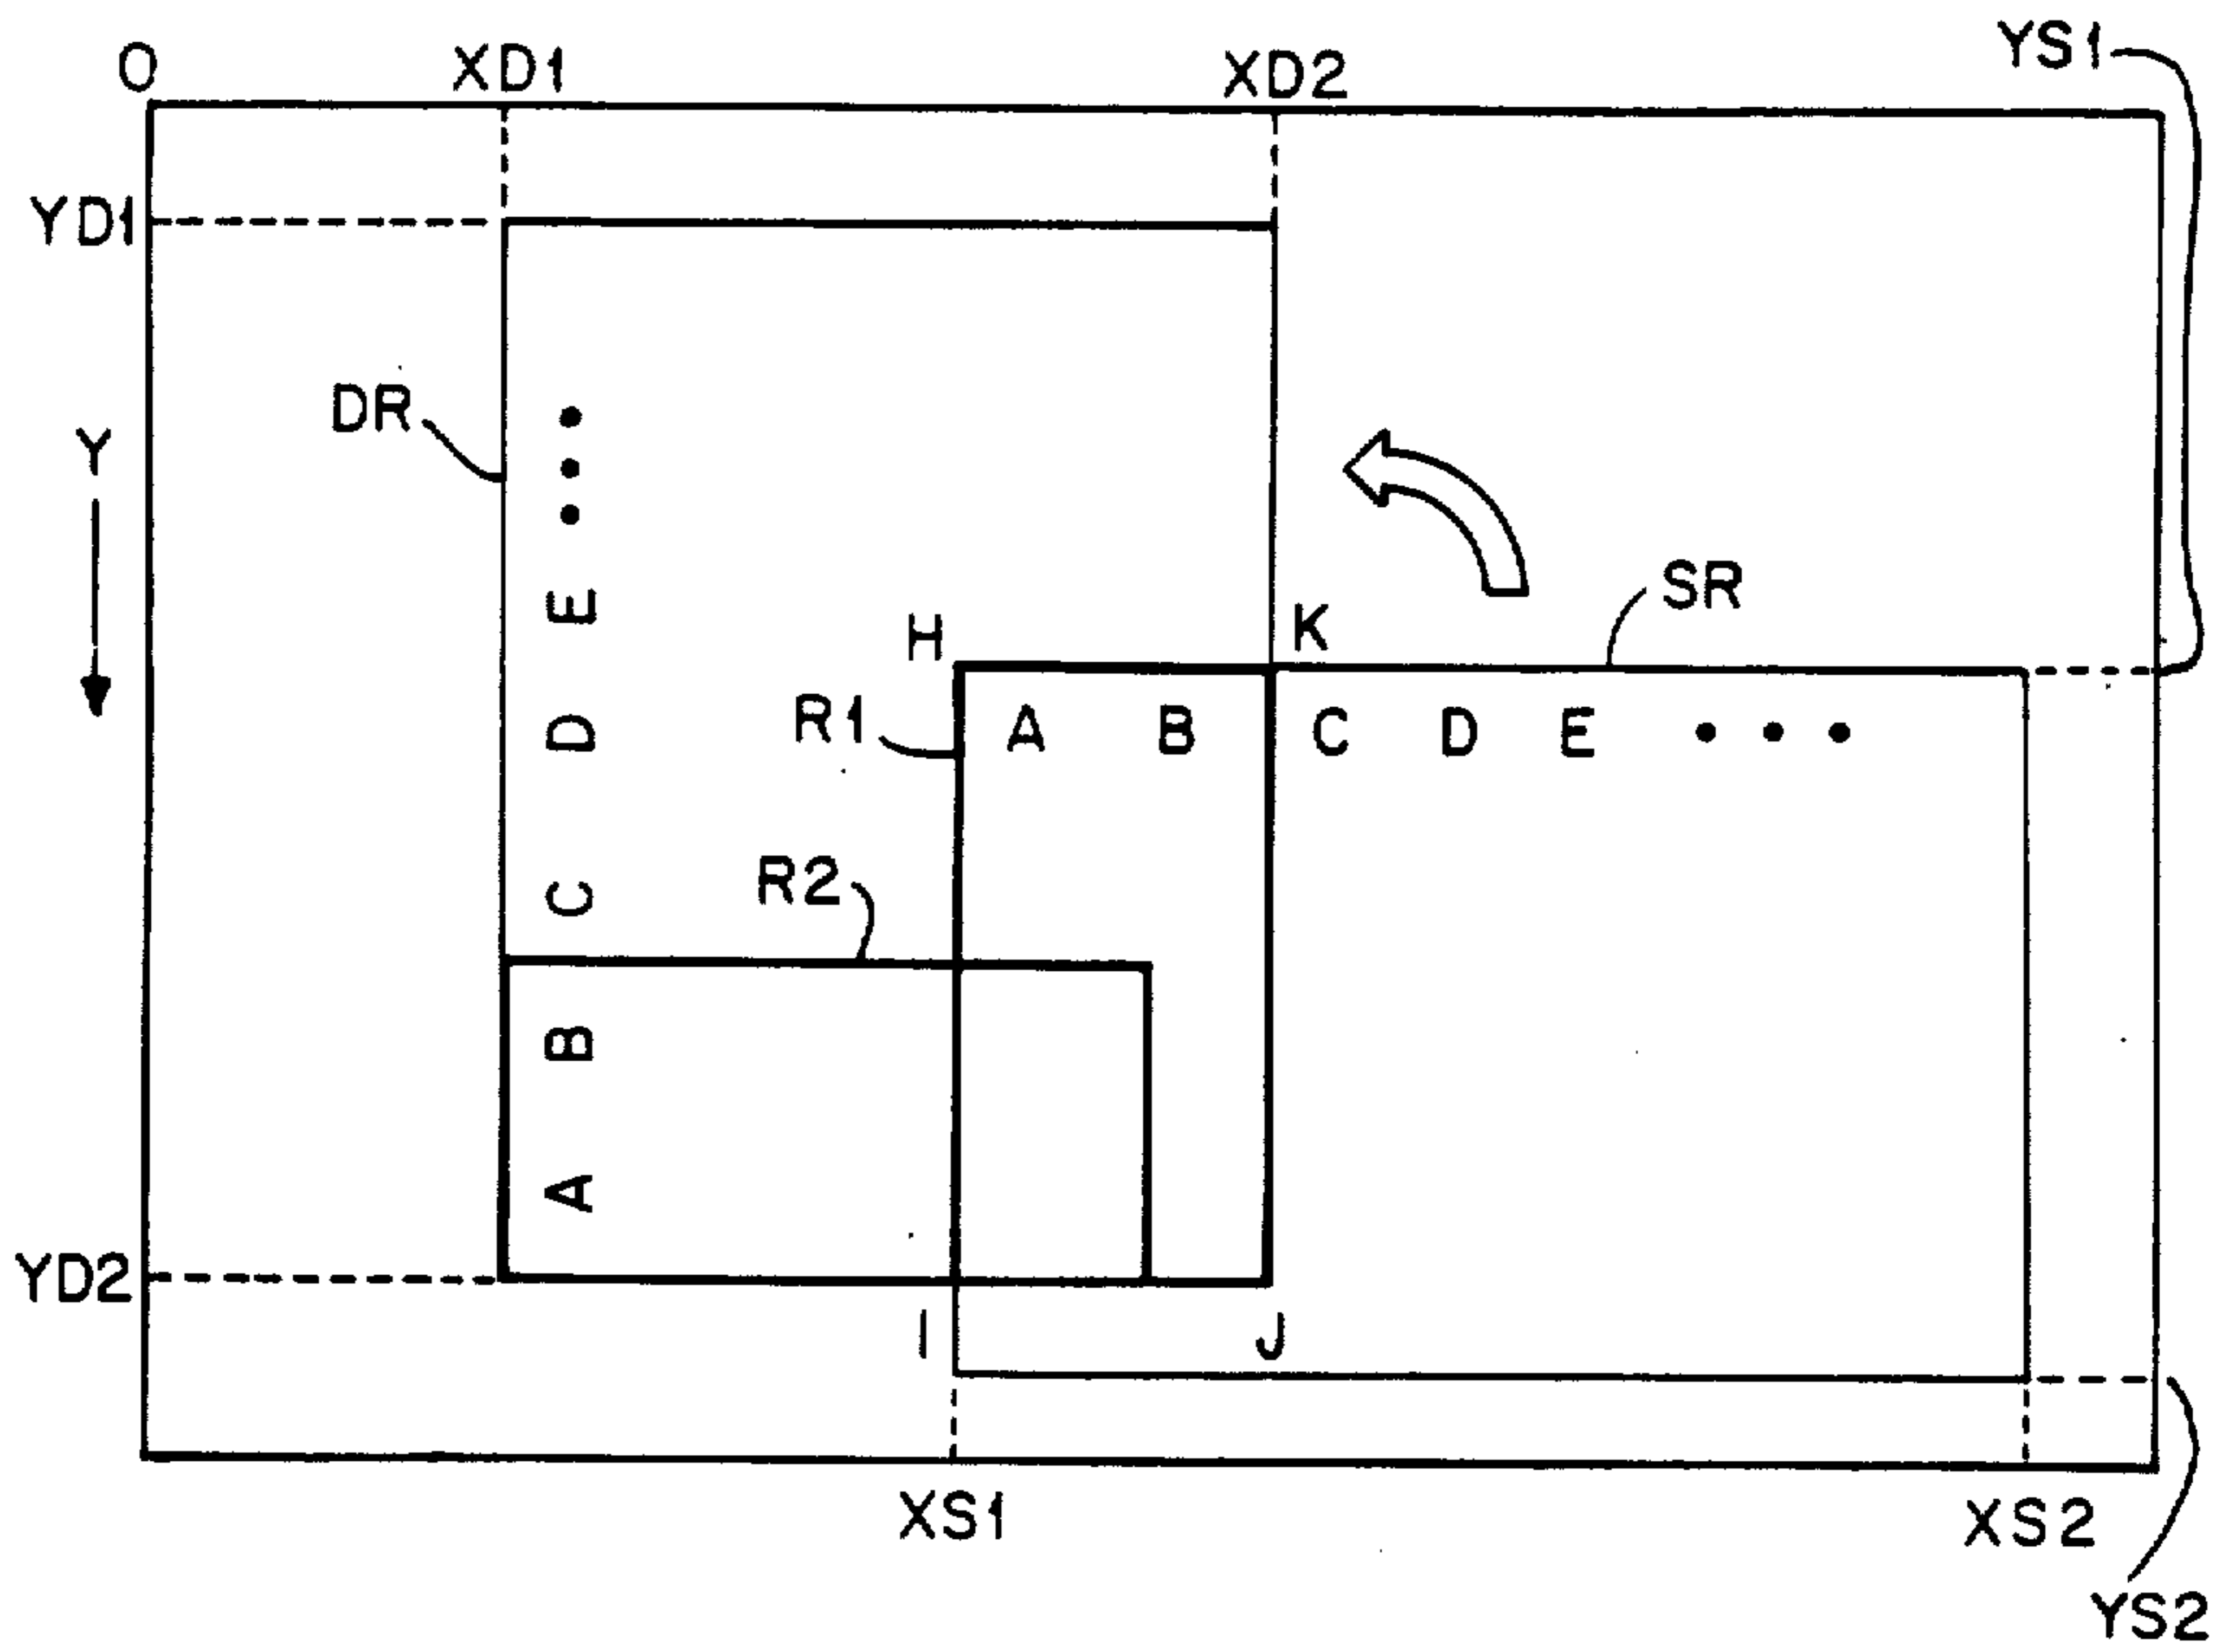 O XD1 XD2 YS1
YD1
DR
Y
SR
H K
R1
A B C D E • • •
R2
A B C D E • • •
YD2
I J
XS1 XS2
YS2